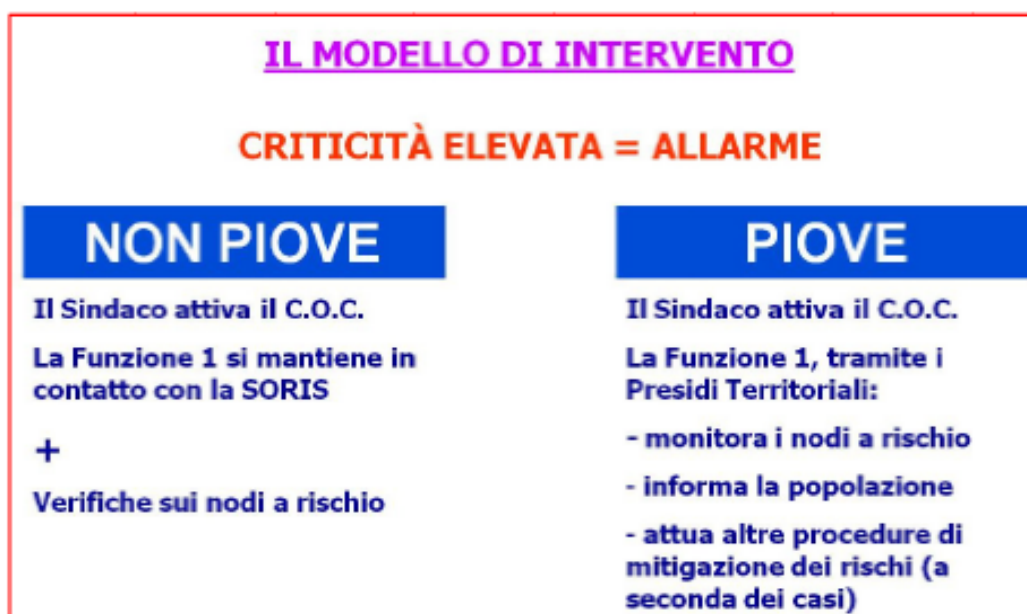 IL MODELLO DI INTERVENTO
CRITICITÀ ELEVATA = ALLARME
NON PIOVE
Il Sindaco attiva il C.O.C.
La Funzione 1 si mantiene in
contatto con la SORIS
+
Verifiche sui nodi a rischio
PIOVE
Il Sindaco attiva il C.O.C.
La Funzione 1, tramite i
Presidi Territoriali:
- monitora i nodi a rischio
- informa la popolazione
- attua altre procedure di
mitigazione dei rischi (a
seconda dei casi)